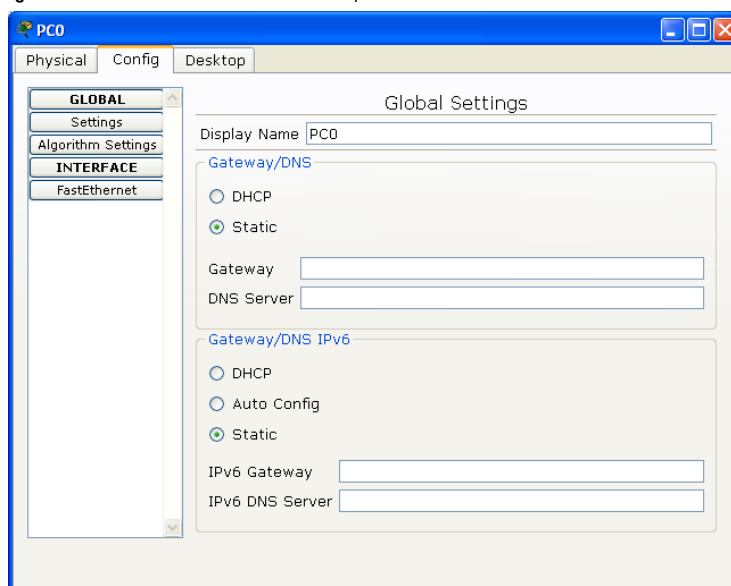 PC0
Physical Config Desktop
GLOBAL
Settings
Algorithm Settings
INTERFACE
FastEthernet
Global Settings
Display Name PC0
Gateway/DNS
DHCP
Static
Gateway
DNS Server
Gateway/DNS IPv6
DHCP
Auto Config
Static
IPv6 Gateway
IPv6 DNS Server